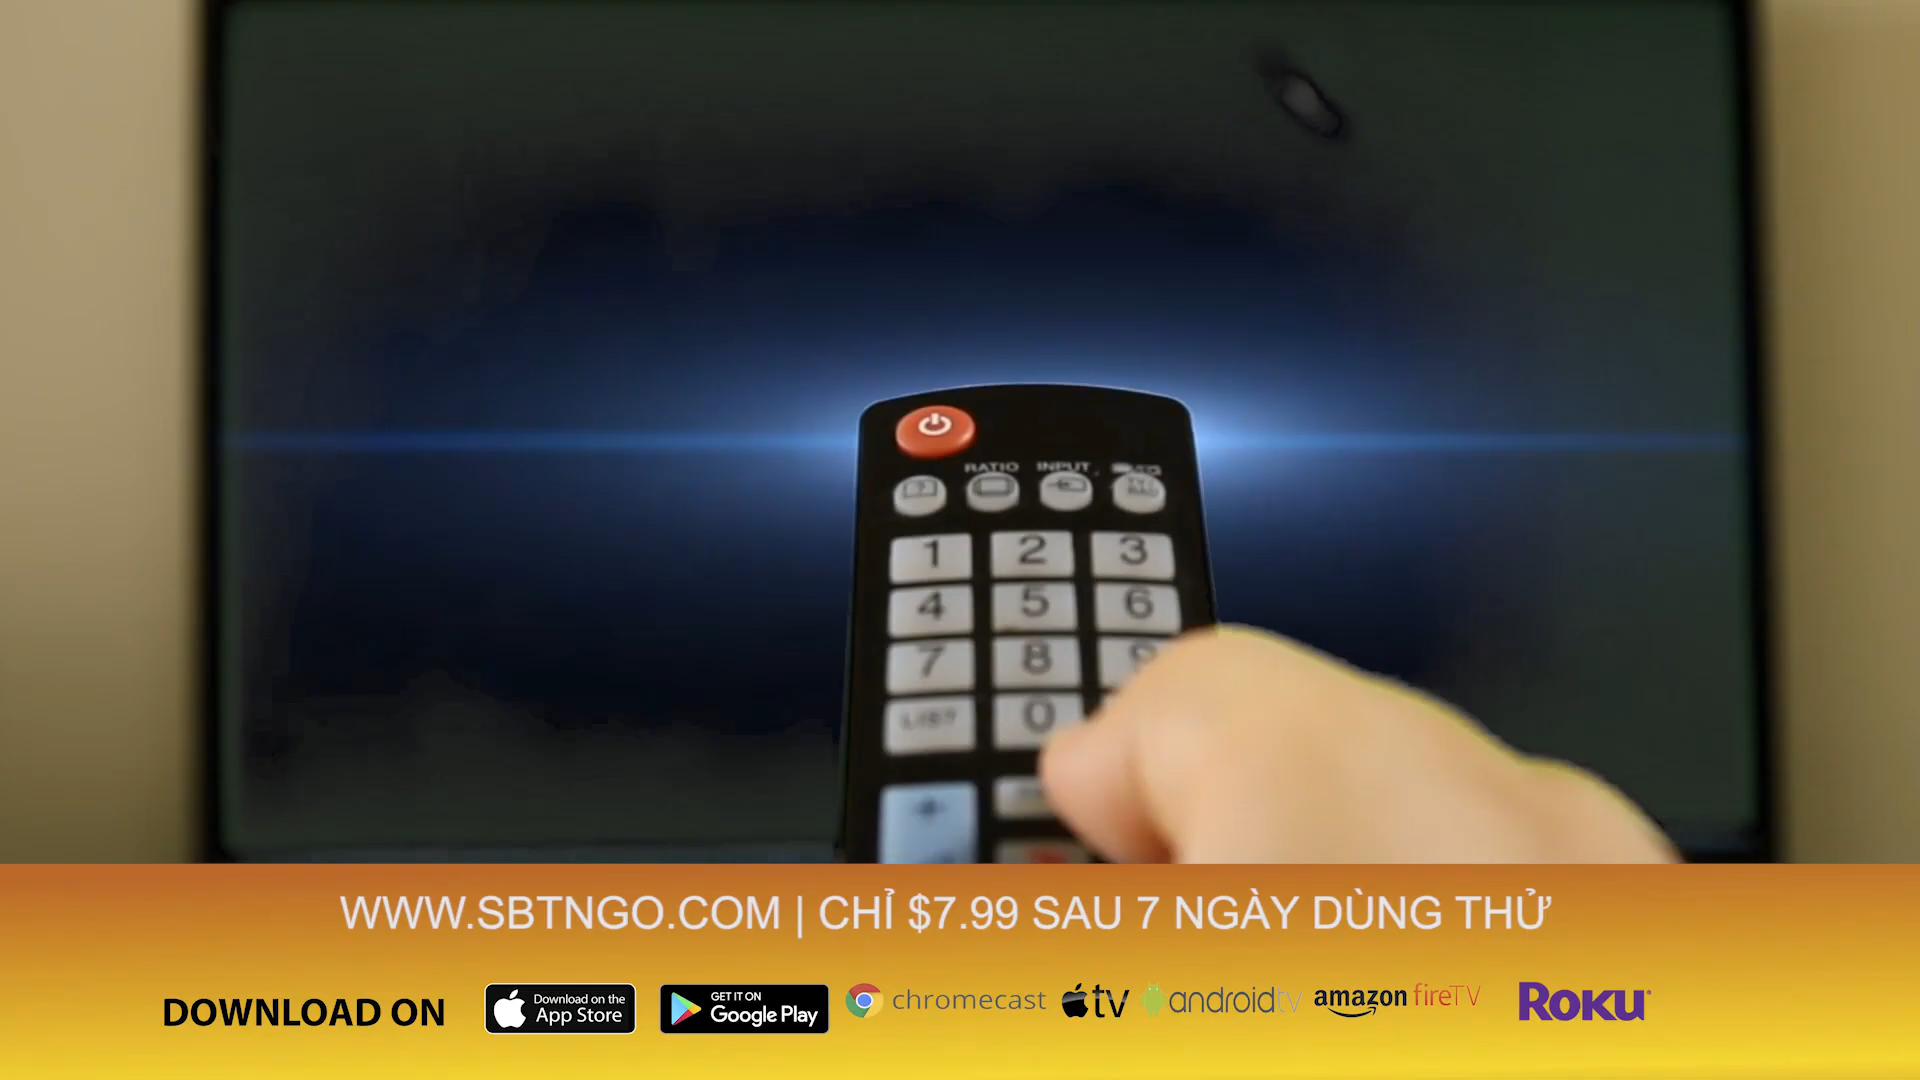 RATIO INPUT
1 2 3
4 5 6
7 8 9
LIST 0
WWW.SBTNGO.COM | CHỈ $7.99 SAU 7 NGÀY DÙNG THỬ
DOWNLOAD ON
Download on the
App Store
GET IT ON
Google Play
chromecast
tv
androidtv
amazon fireTV
ROKU